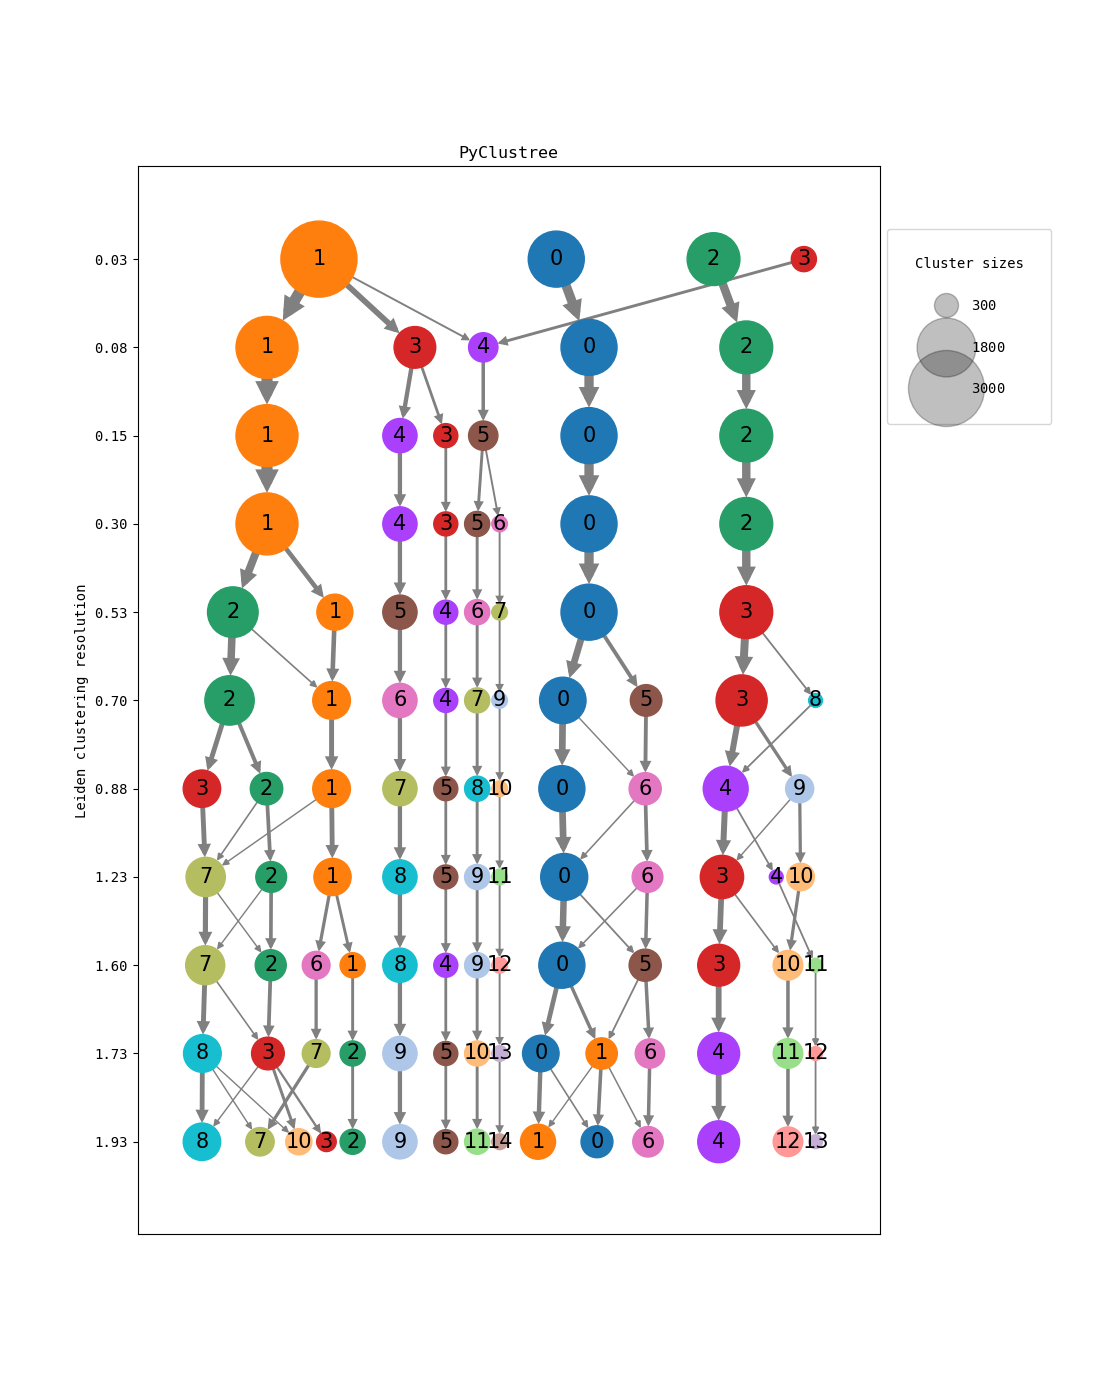 PyClustree
Leiden clustering resolution
0.03 1 0 2 3
0.08 1 3 4 0 2
0.15 1 4 3 5 0 2
0.30 1 4 3 5 6 0 2
0.53 2 1 5 4 6 7 0 3
0.70 2 1 6 4 7 9 0 5 3 8
0.88 3 2 1 7 5 8 10 0 6 4 9
1.23 7 2 1 8 5 9 11 0 6 3 4 10
1.60 7 2 6 1 8 4 9 12 0 5 3 10 11
1.73 8 3 7 2 9 5 10 13 0 1 6 4 11 12
1.93 8 7 10 3 2 9 5 11 14 1 0 6 4 12 13
Cluster sizes
300
1800
3000